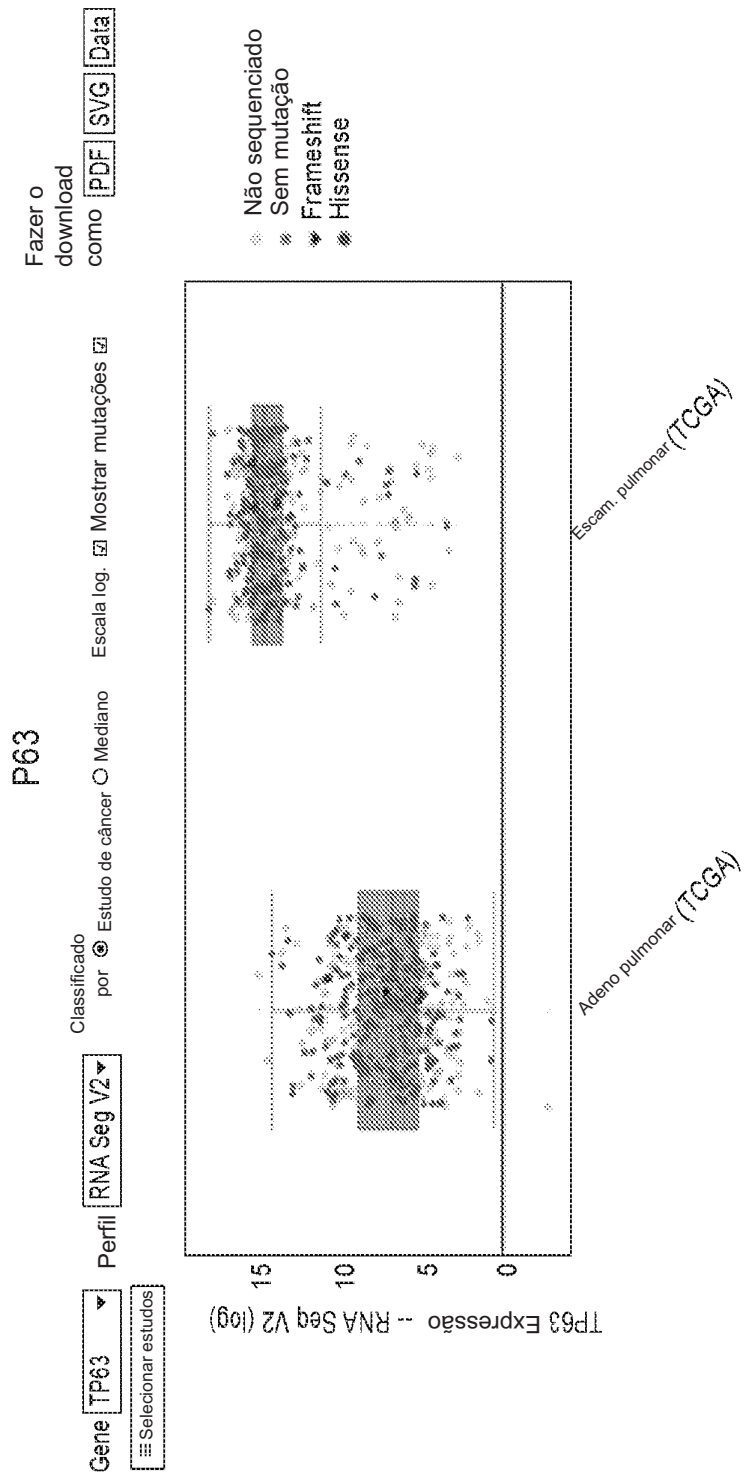 P63
Gene TP63
Perfil RNA Seg V2
Classificado
por Estudo de câncer Mediano
Escala log. Mostrar mutações
Fazer o
download
como PDF SVG Data
Selecionar estudos
TP63 Expressão -- RNA Seq V2 (log)
15
10
5
0
Não sequenciado
Sem mutação
Frameshift
Hissense
Adeno pulmonar (TCGA)
Escam. pulmonar (TCGA)